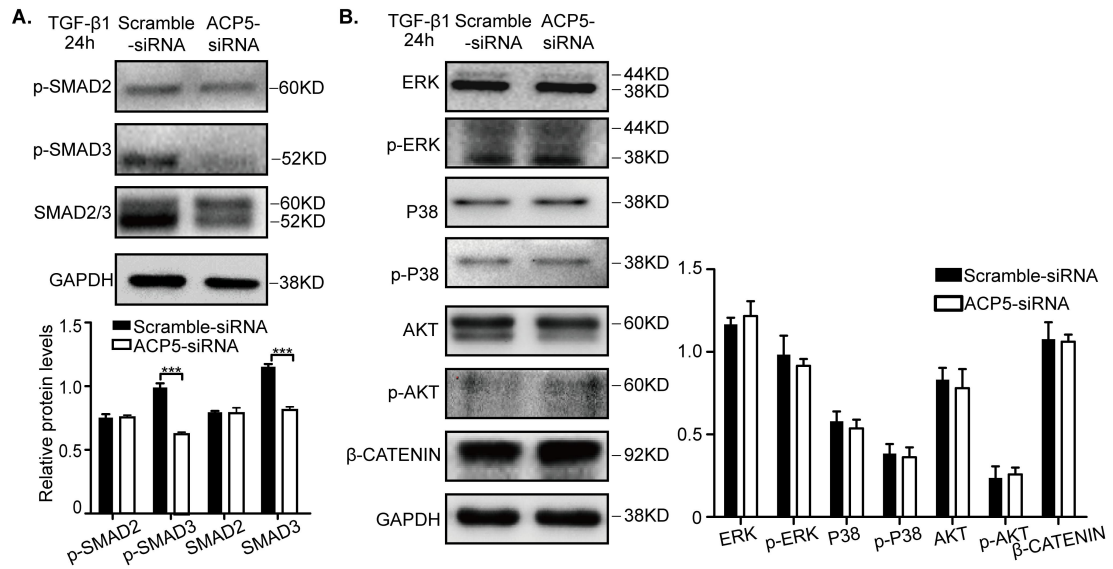 A.
TGF-β1 Scramble ACP5-
24h -siRNA siRNA
p-SMAD2 –60KD
p-SMAD3 –52KD
SMAD2/3 –60KD
–52KD
GAPDH –38KD
1.5
1.0
0.5
0
Relative protein levels
Scramble-siRNA
ACP5-siRNA
***
***
p-SMAD2 p-SMAD3 SMAD2 SMAD3
B.
TGF-β1 Scramble ACP5-
24h -siRNA siRNA
ERK –44KD
–38KD
p-ERK –44KD
–38KD
P38 –38KD
p-P38 –38KD
AKT –60KD
p-AKT –60KD
β-CATENIN –92KD
GAPDH –38KD
1.5
1.0
0.5
0
Scramble-siRNA
ACP5-siRNA
ERK p-ERK P38 p-P38 AKT p-AKT β-CATENIN